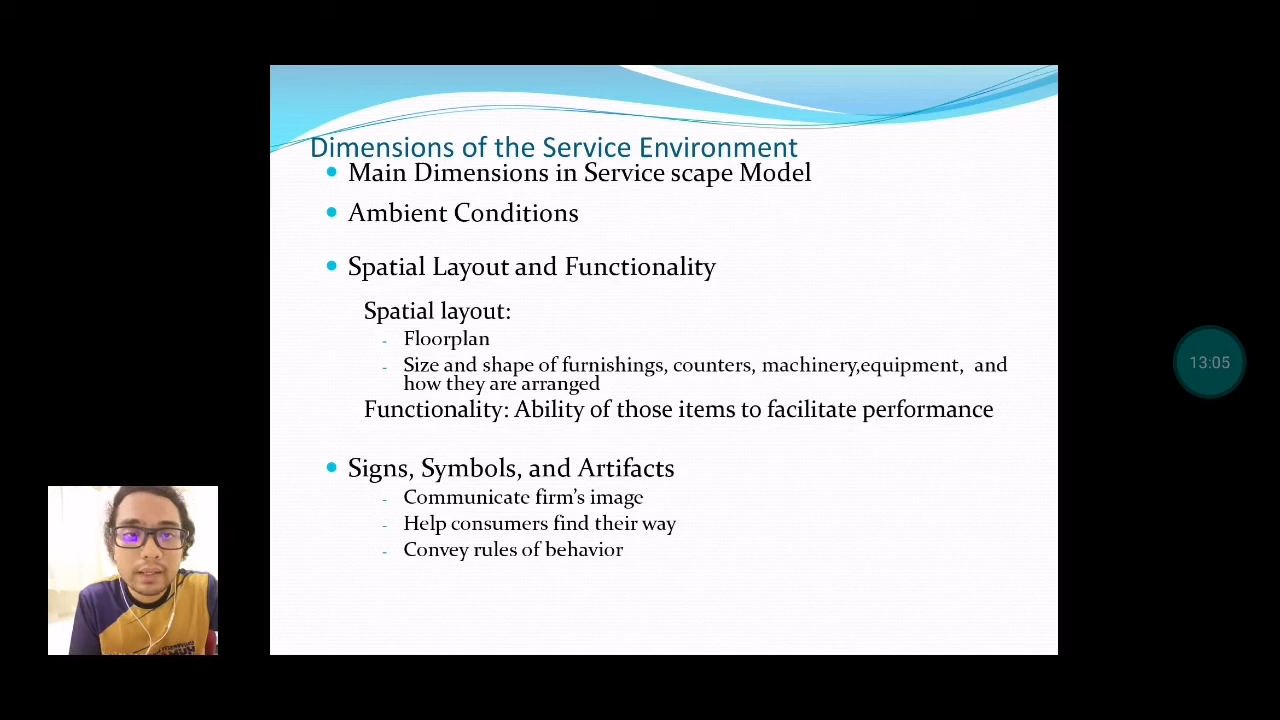 Dimensions of the Service Environment
• Main Dimensions in Service scape Model
• Ambient Conditions
• Spatial Layout and Functionality
Spatial layout:
- Floorplan
- Size and shape of furnishings, counters, machinery,equipment, and
how they are arranged
Functionality: Ability of those items to facilitate performance
• Signs, Symbols, and Artifacts
- Communicate firm's image
- Help consumers find their way
- Convey rules of behavior
13:05